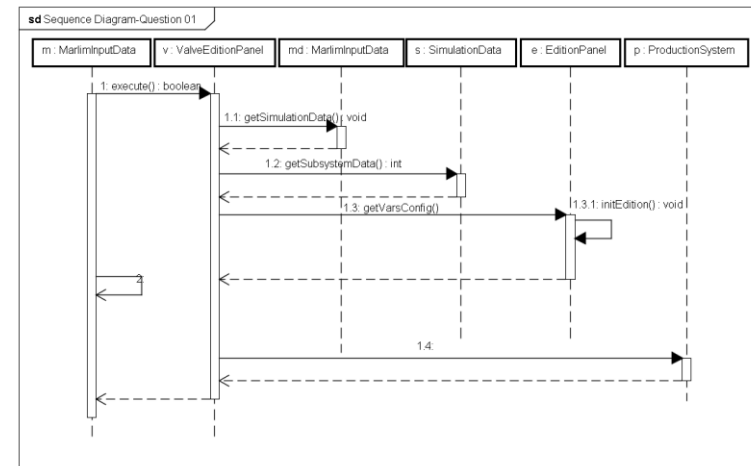 sd Sequence Diagram-Question 01
m : MarlimInputData
v : ValveEditionPanel
md : MarlimInputData
s : SimulationData
e : EditionPanel
p : ProductionSystem
1: execute() : boolean
1.1: getSimulationData() : void
1.2: getSubsystemData() : int
1.3: getVarsConfig()
1.3.1: initEdition() : void
2:
1.4: